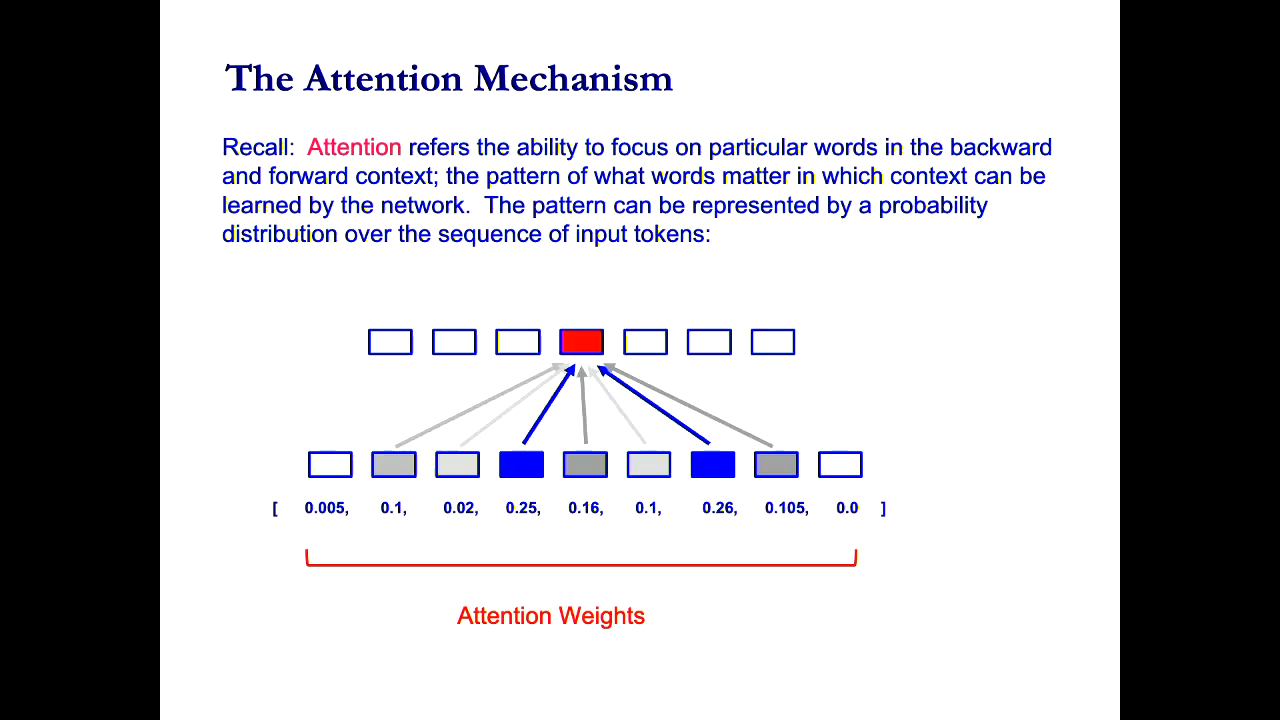 The Attention Mechanism
Recall: Attention refers the ability to focus on particular words in the backward
and forward context; the pattern of what words matter in which context can be
learned by the network. The pattern can be represented by a probability
distribution over the sequence of input tokens:
[ 0.005, 0.1, 0.02, 0.25, 0.16, 0.1, 0.26, 0.105, 0.0 ]
Attention Weights